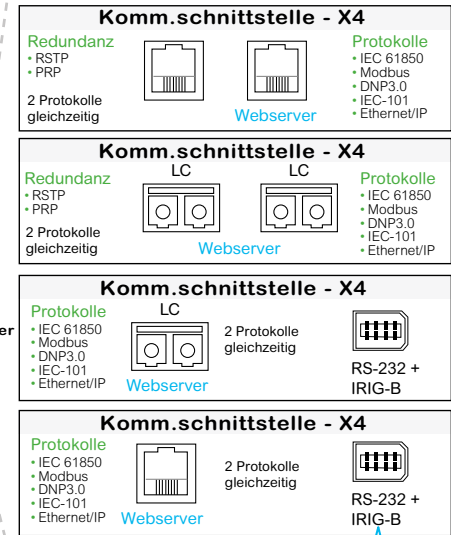 Komm.schnittstelle - X4
Redundanz
• RSTP
• PRP
2 Protokolle
gleichzeitig
Webserver
Protokolle
• IEC 61850
• Modbus
• DNP3.0
• IEC-101
• Ethernet/IP
Komm.schnittstelle - X4
Redundanz
• RSTP
• PRP
2 Protokolle
gleichzeitig
LC
LC
Webserver
Protokolle
• IEC 61850
• Modbus
• DNP3.0
• IEC-101
• Ethernet/IP
er
Komm.schnittstelle - X4
Protokolle
• IEC 61850
• Modbus
• DNP3.0
• IEC-101
• Ethernet/IP
LC
Webserver
2 Protokolle
gleichzeitig
RS-232 +
IRIG-B
Komm.schnittstelle - X4
Protokolle
• IEC 61850
• Modbus
• DNP3.0
• IEC-101
• Ethernet/IP
Webserver
2 Protokolle
gleichzeitig
RS-232 +
IRIG-B